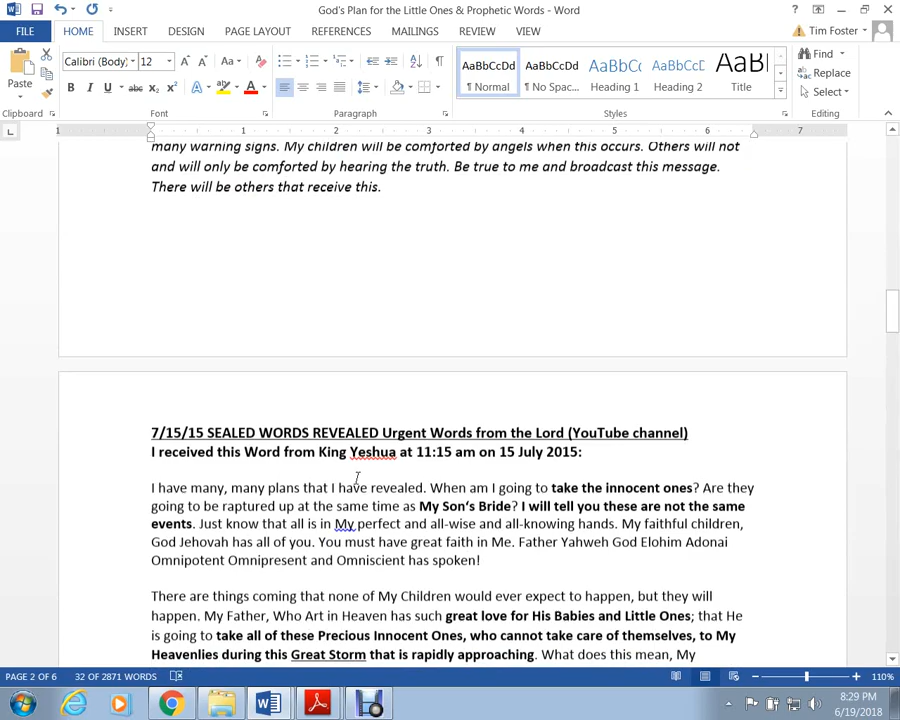 God's Plan for the Little Ones & Prophetic Words - Word
FILE HOME INSERT DESIGN PAGE LAYOUT REFERENCES MAILINGS REVIEW VIEW Tim Foster
Paste
Calibri (Body) 12
Find
Replace
Select
AaBbCcDd AaBbCcDd AaBbCc AaBbCcD AaBbCcDd
¶ Normal ¶ No Spac... Heading 1 Heading 2 Title
Clipboard Font Paragraph Styles Editing
1 1 2 3 4 5 6 7
many warning signs. My children will be comforted by angels when this occurs. Others will not
and will only be comforted by hearing the truth. Be true to me and broadcast this message.
There will be others that receive this.
7/15/15 SEALED WORDS REVEALED Urgent Words from the Lord (YouTube channel)
I received this Word from King Yeshua at 11:15 am on 15 July 2015:
I have many, many plans that I have revealed. When am I going to take the innocent ones? Are they
going to be raptured up at the same time as My Son's Bride? I will tell you these are not the same
events. Just know that all is in My perfect and all-wise and all-knowing hands. My faithful children,
God Jehovah has all of you. You must have great faith in Me. Father Yahweh God Elohim Adonai
Omnipotent Omnipresent and Omniscient has spoken!
There are things coming that none of My Children would ever expect to happen, but they will
happen. My Father, Who Art in Heaven has such great love for His Babies and Little Ones; that He
is going to take all of these Precious Innocent Ones, who cannot take care of themselves, to My
Heavenlies during this Great Storm that is rapidly approaching. What does this mean, My
PAGE 2 OF 6 32 OF 2871 WORDS 110%
8:29 PM
6/19/2018